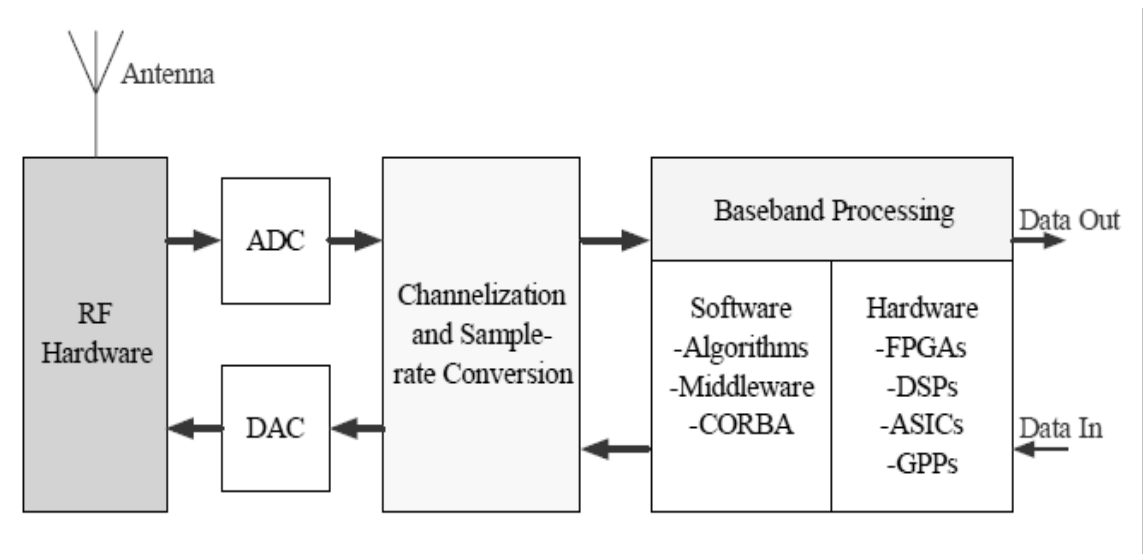 Antenna
RF
Hardware
ADC
DAC
Channelization
and Sample-
rate Conversion
Baseband Processing
Software
-Algorithms
-Middleware
-CORBA
Hardware
-FPGAs
-DSPs
-ASICs
-GPPs
Data Out
Data In